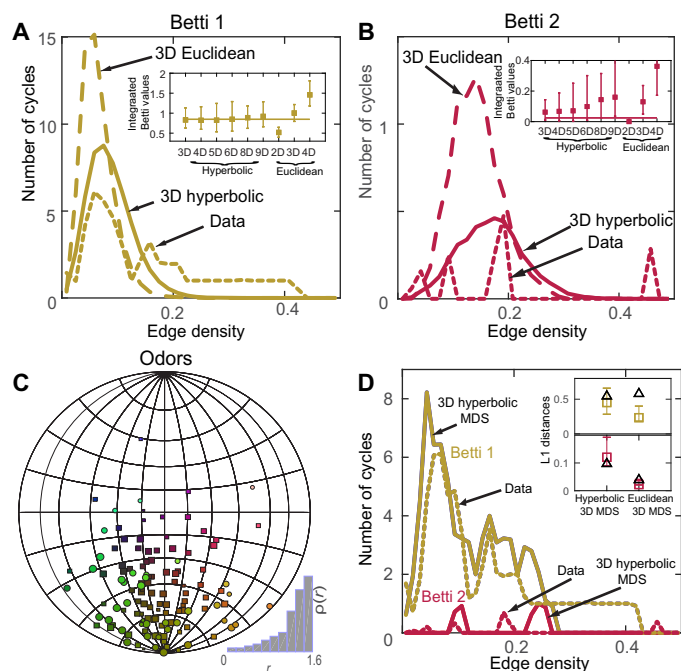 Betti 1
A
15
10
5
0
Number of cycles
3D Euclidean
3D hyperbolic
Data
0.2
0.4
Edge density
Integraated
Betti values
1.5
1
0.5
3D 4D 5D 6D 8D 9D 2D 3D 4D
Hyperbolic
Euclidean
Betti 2
B
2
1
0
Number of cycles
3D Euclidean
3D hyperbolic
Data
0
0.2
0.4
Edge density
Integraated
Betti values
0.4
0.2
0
3D4D5D6D8D9D2D3D4D
Hyperbolic
Euclidean
Odors
C
ρ(r)
0
r
1.6
D
8
6
4
2
0
Number of cycles
3D hyperbolic
MDS
Betti 1
Data
Betti 2
Data
3D hyperbolic
MDS
0.2
0.4
Edge density
L1 distances
0.5
0
0.1
Hyperbolic
3D MDS
Euclidean
3D MDS